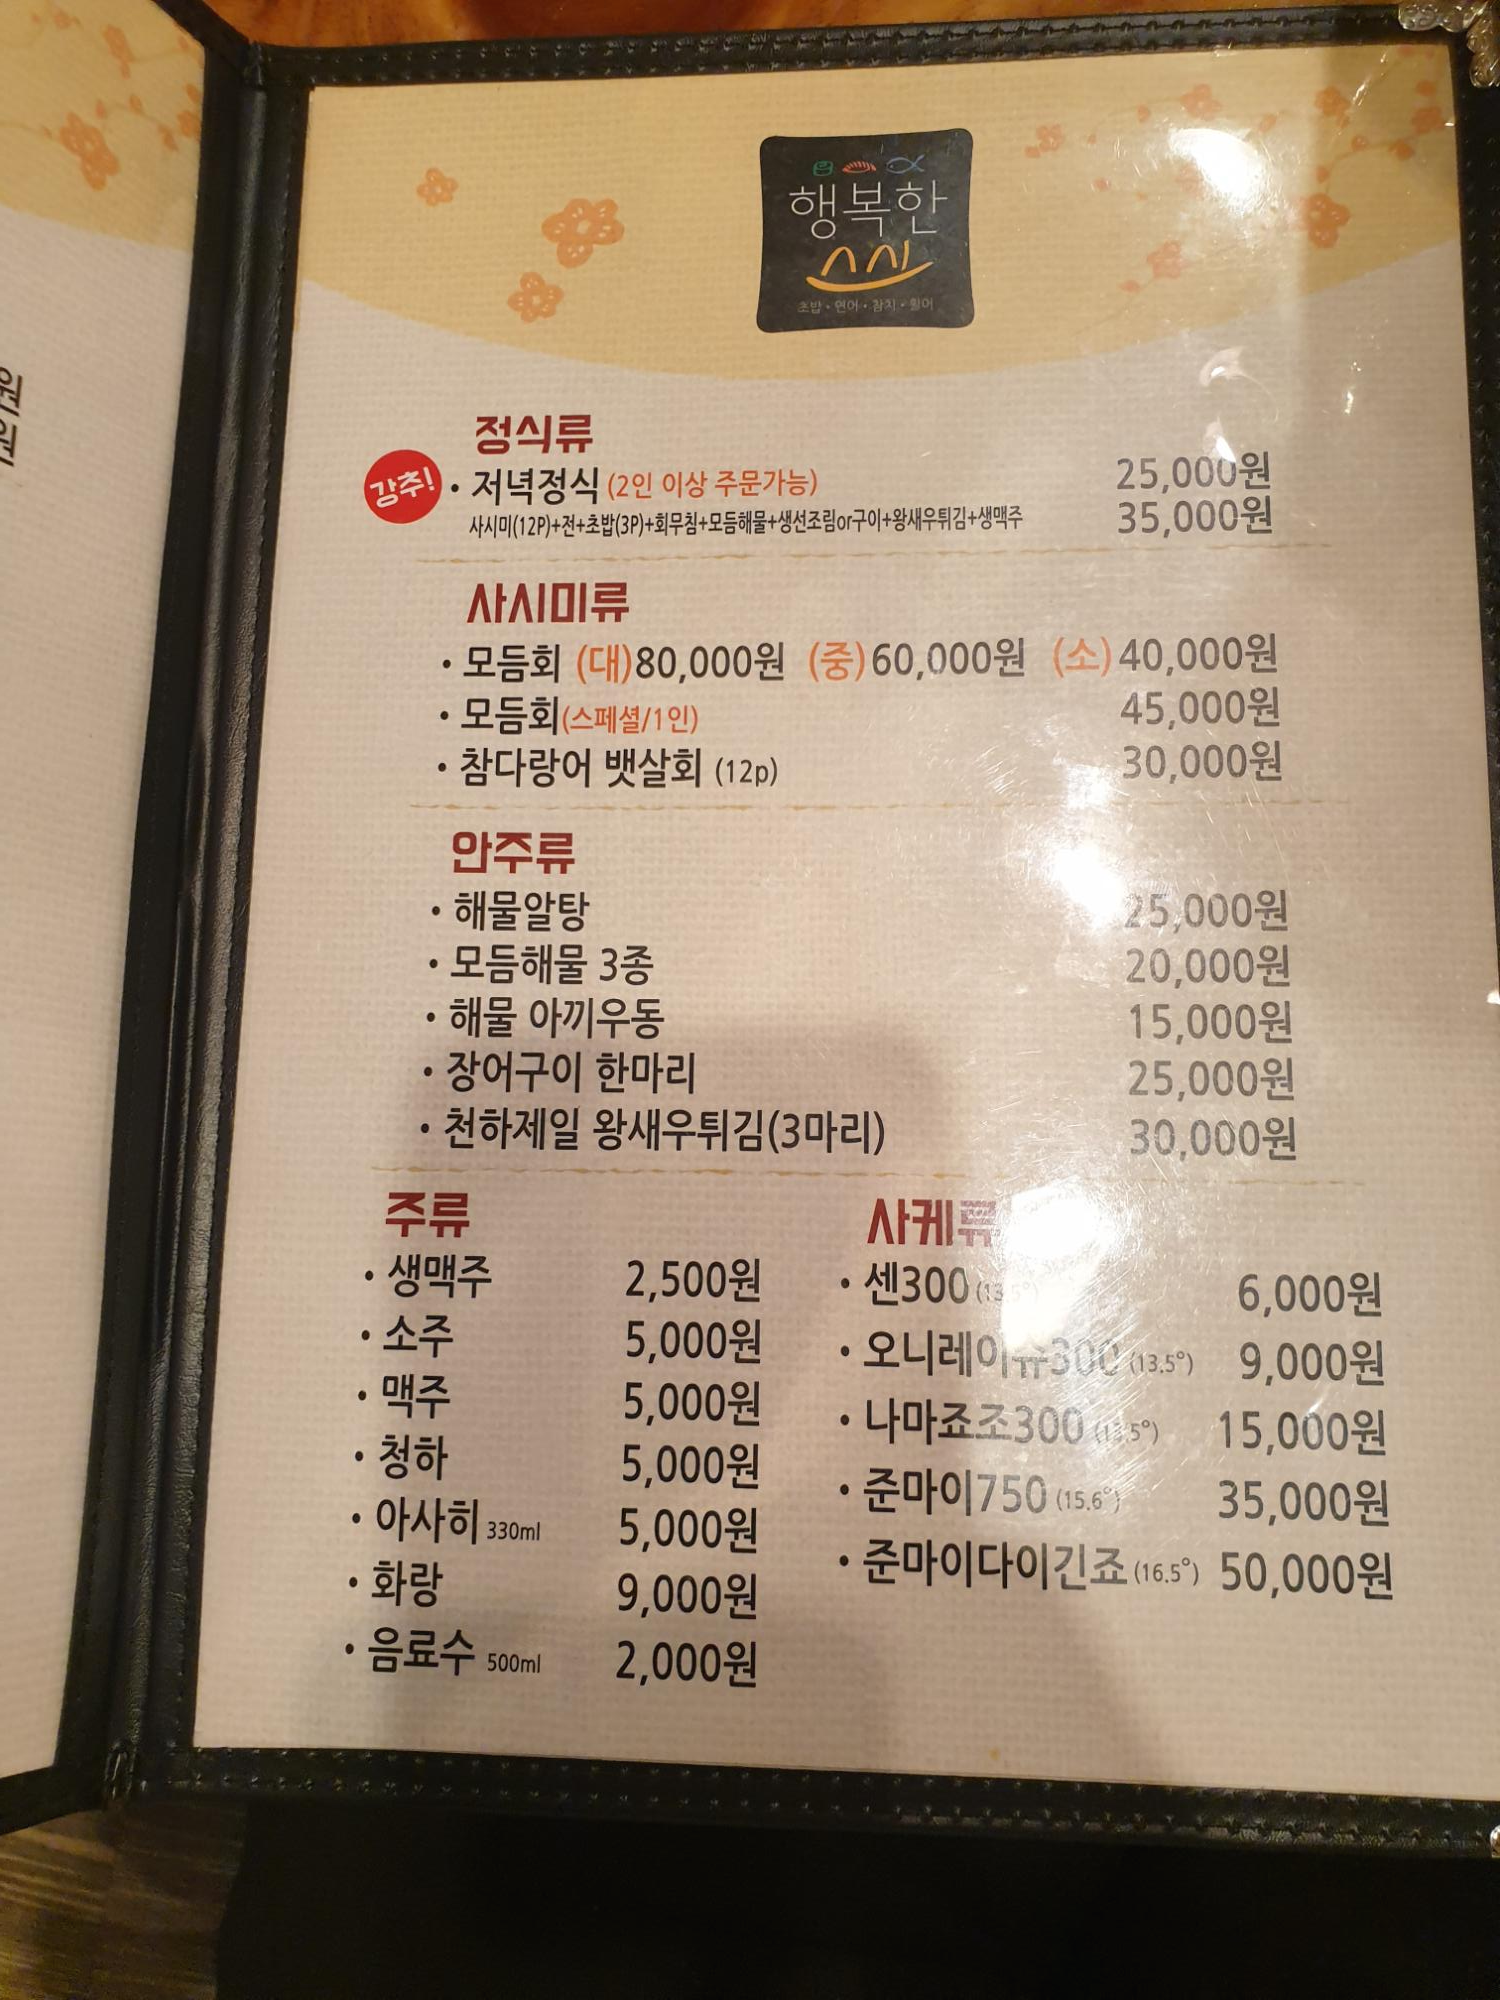 원
원
행복한
스시
초밥·연어·참치·활어
정식류
강추!
· 저녁정식 (2인 이상 주문가능) 25,000원
사시미(12P)+전+초밥(3P)+회무침+모듬해물+생선조림or구이+왕새우튀김+생맥주 35,000원
사시미류
· 모듬회 (대)80,000원 (중)60,000원 (소)40,000원
· 모듬회(스페셜/1인) 45,000원
· 참다랑어 뱃살회 (12p) 30,000원
안주류
· 해물알탕 25,000원
· 모듬해물 3종 20,000원
· 해물 야끼우동 15,000원
· 장어구이 한마리 25,000원
· 천하제일 왕새우튀김(3마리) 30,000원
주류
· 생맥주 2,500원
· 소주 5,000원
· 맥주 5,000원
· 청하 5,000원
· 아사히 330ml 5,000원
· 화랑 9,000원
· 음료수 500ml 2,000원
사케류
· 센300 (13.5°) 6,000원
· 오니레이슈300 (13.5°) 9,000원
· 나마죠조300 (13.5°) 15,000원
· 준마이750 (15.6°) 35,000원
· 준마이다이긴죠 (16.5°) 50,000원